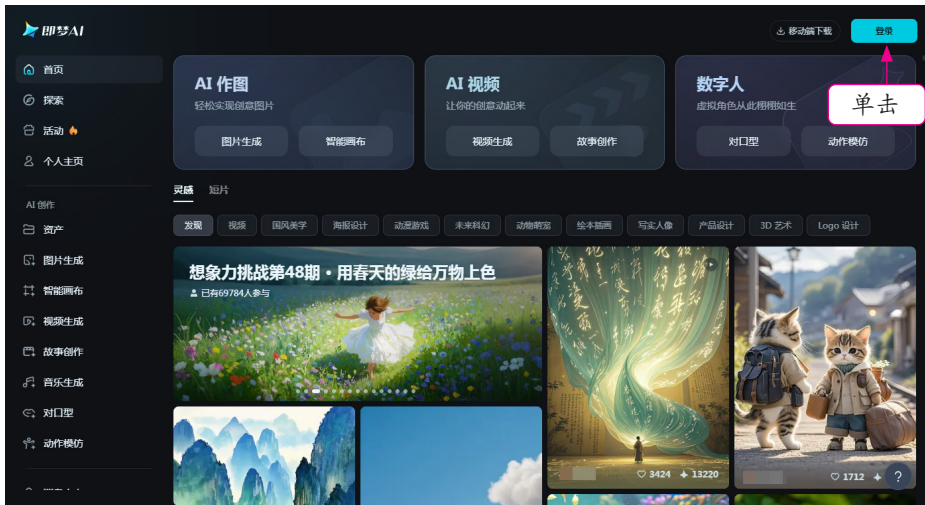 即梦AI
移动端下载
登录
单击
首页
探索
活动
个人主页
AI 创作
资产
图片生成
智能画布
视频生成
故事创作
音乐生成
对口型
动作模仿
AI 作图
轻松实现创意图片
图片生成
智能画布
AI 视频
让你的创意动起来
视频生成
故事创作
数字人
虚拟角色从此栩栩如生
对口型
动作模仿
灵感 短片
发现 视频 国风美学 海报设计 动漫游戏 未来科幻 动物萌宠 绘本插画 写实人像 产品设计 3D 艺术 Logo 设计
想象力挑战第48期·用春天的绿给万物上色
已有69784人参与
3424 13220
1712
?